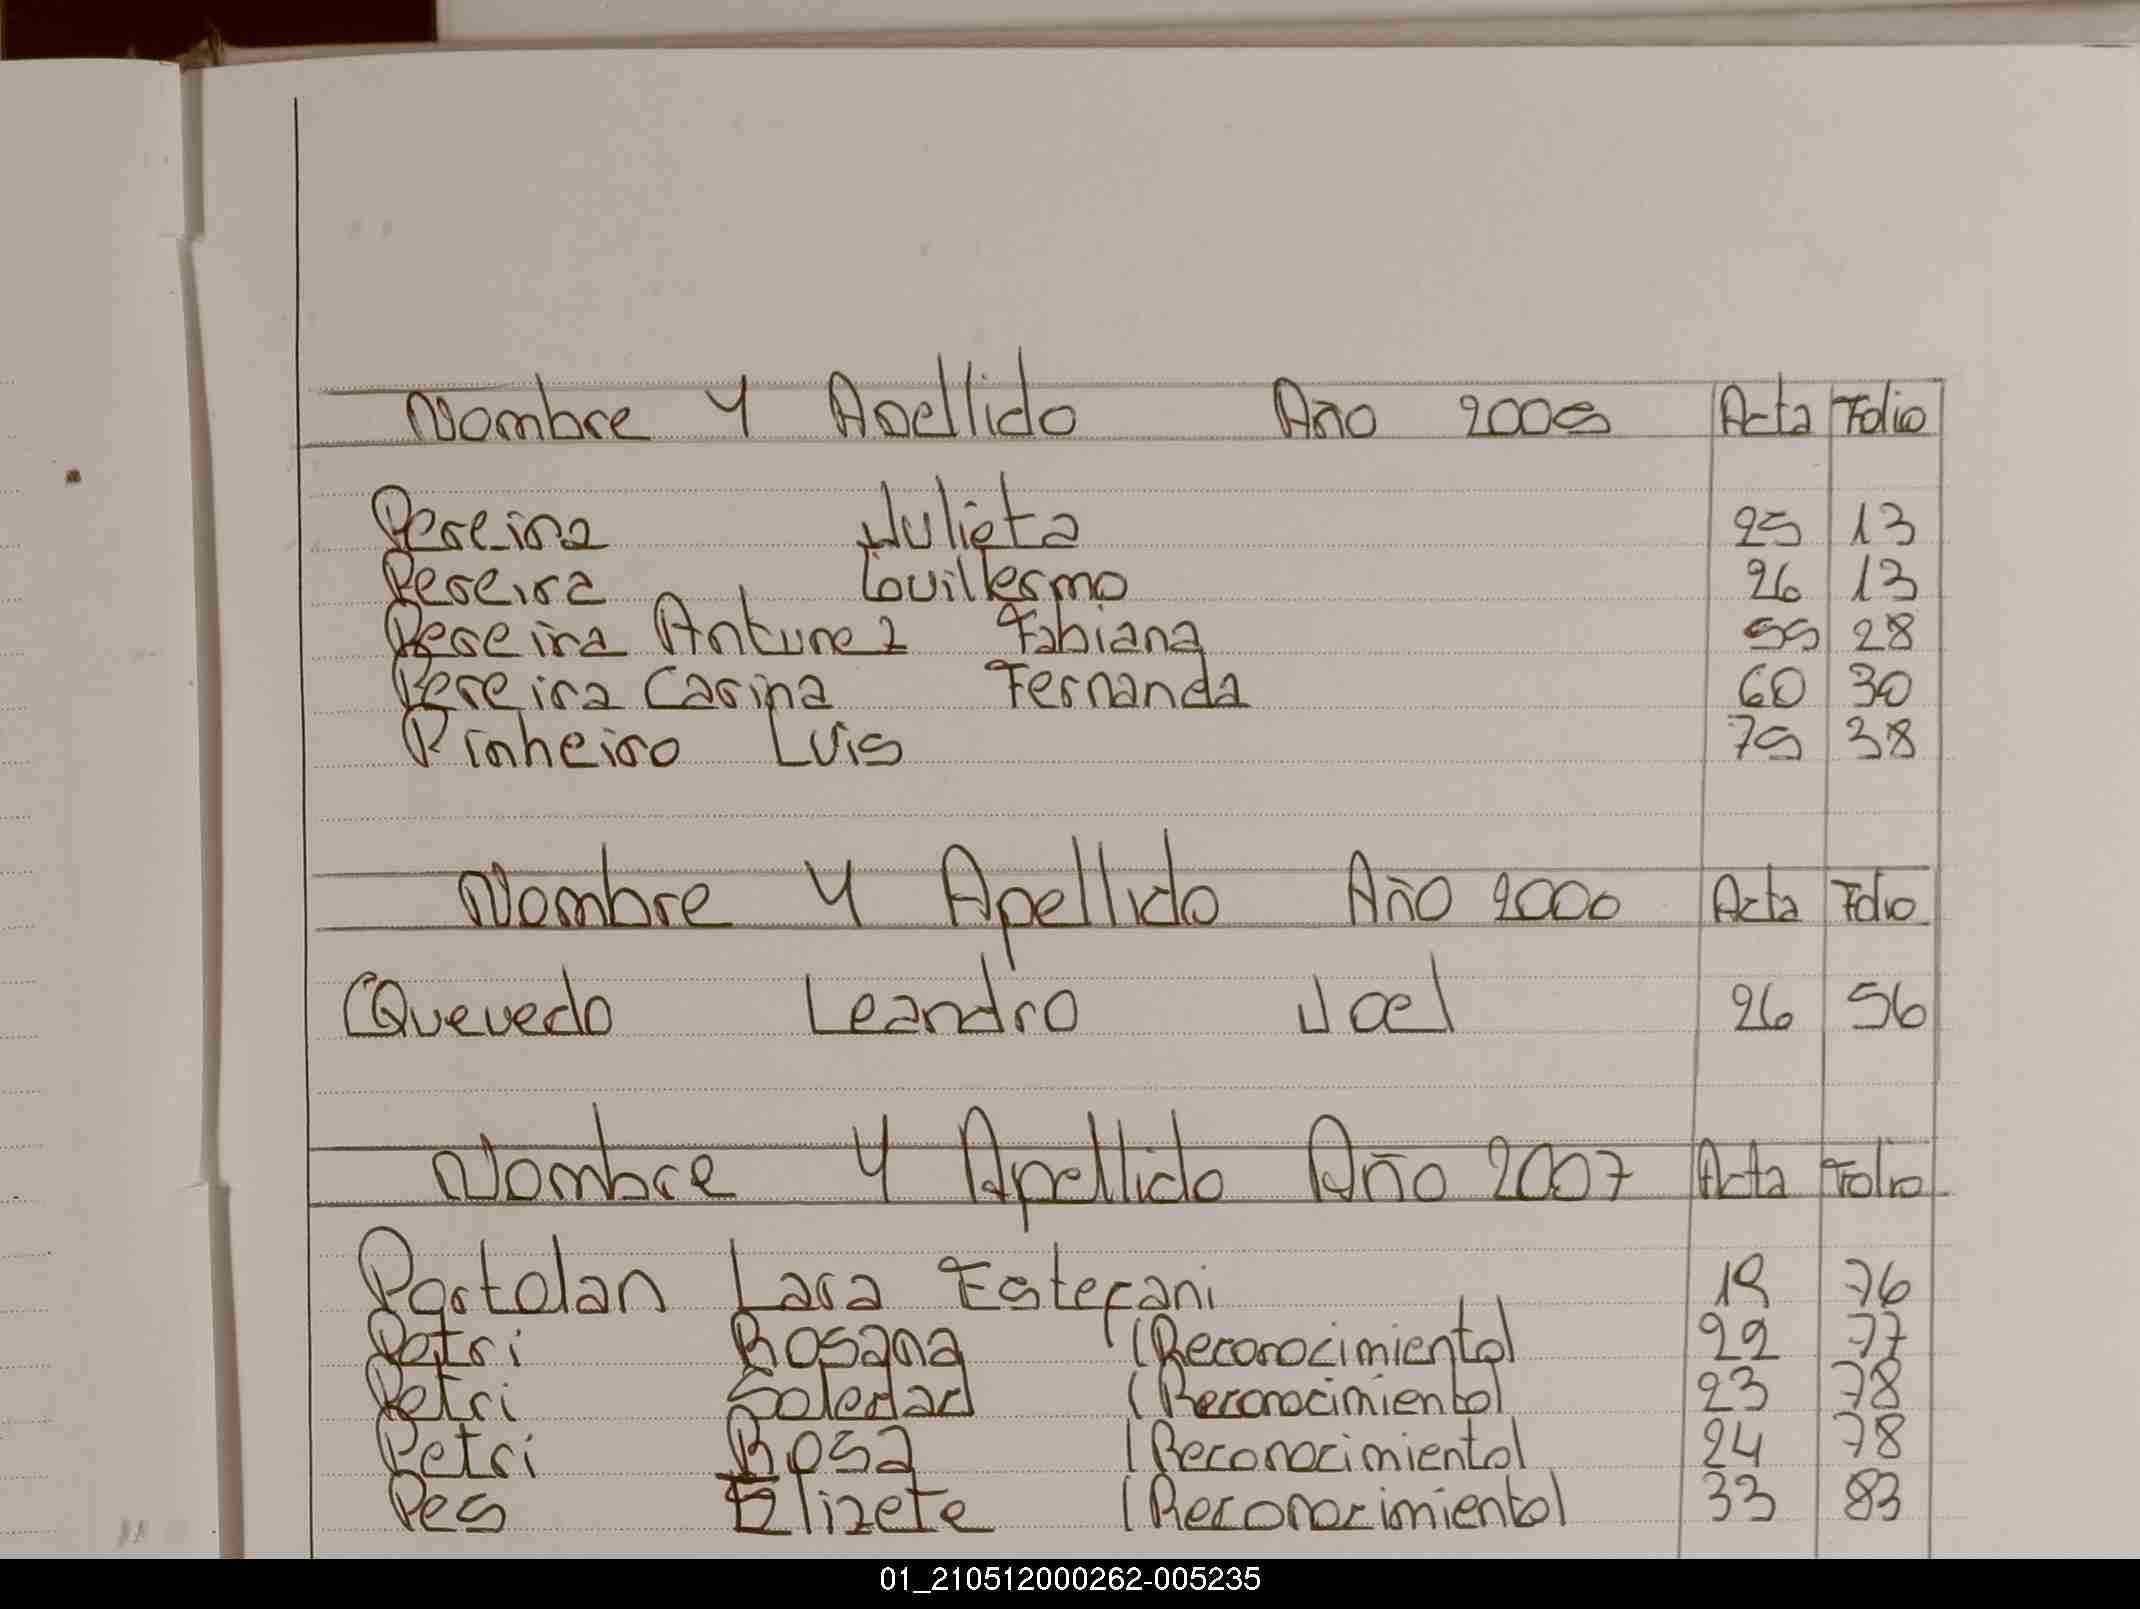 Nombre Y Apellido Año 2005 Acta Folio
Pereira Julieta 25 13
Pereira Guillermo 26 13
Pereira Antunez Fabiana 55 28
Pereira Carina Fernanda 60 30
Pinheiro Luis 75 38
Nombre Y Apellido Año 2006 Acta Folio
Quevedo Leandro Joel 26 56
Nombre Y Apellido Año 2007 Acta Folio
Portolan Lara Estefani 19 76
Petri Rosana (Reconocimiento) 22 77
Petri Soledad (Reconocimiento) 23 78
Petri Rosa (Reconocimiento) 24 78
Pes Elizete (Reconocimiento) 33 83
01_210512000262-005235